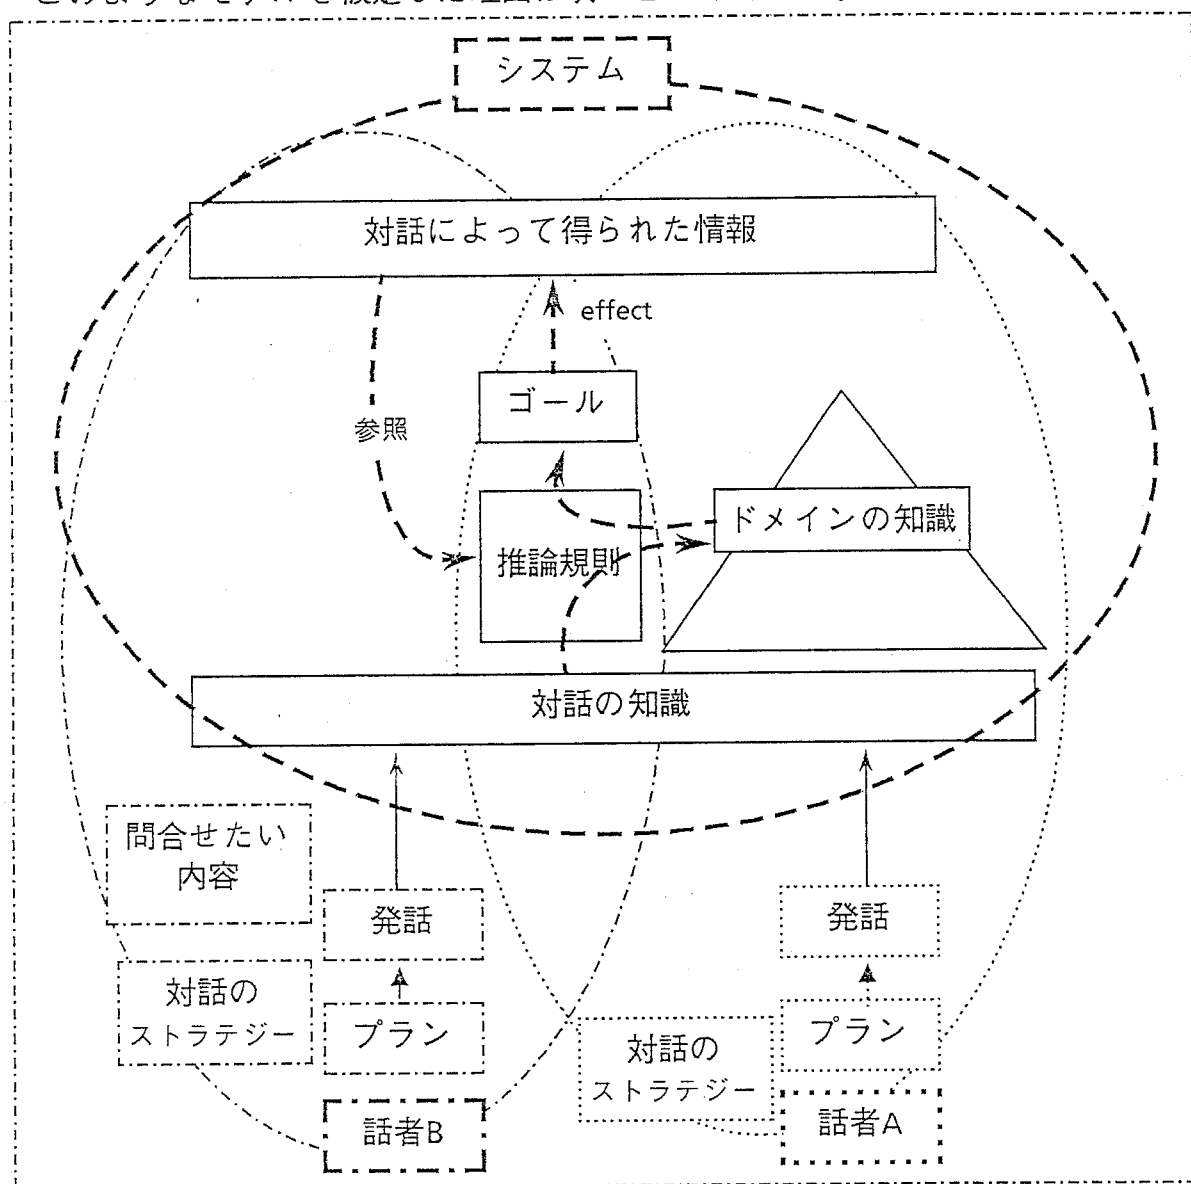 システム
対話によって得られた情報
effect
ゴール
参照
ドメインの知識
推論規則
対話の知識
問合せたい
内容
発話
発話
対話の
ストラテジー
プラン
プラン
対話の
ストラテジー
話者B
話者A